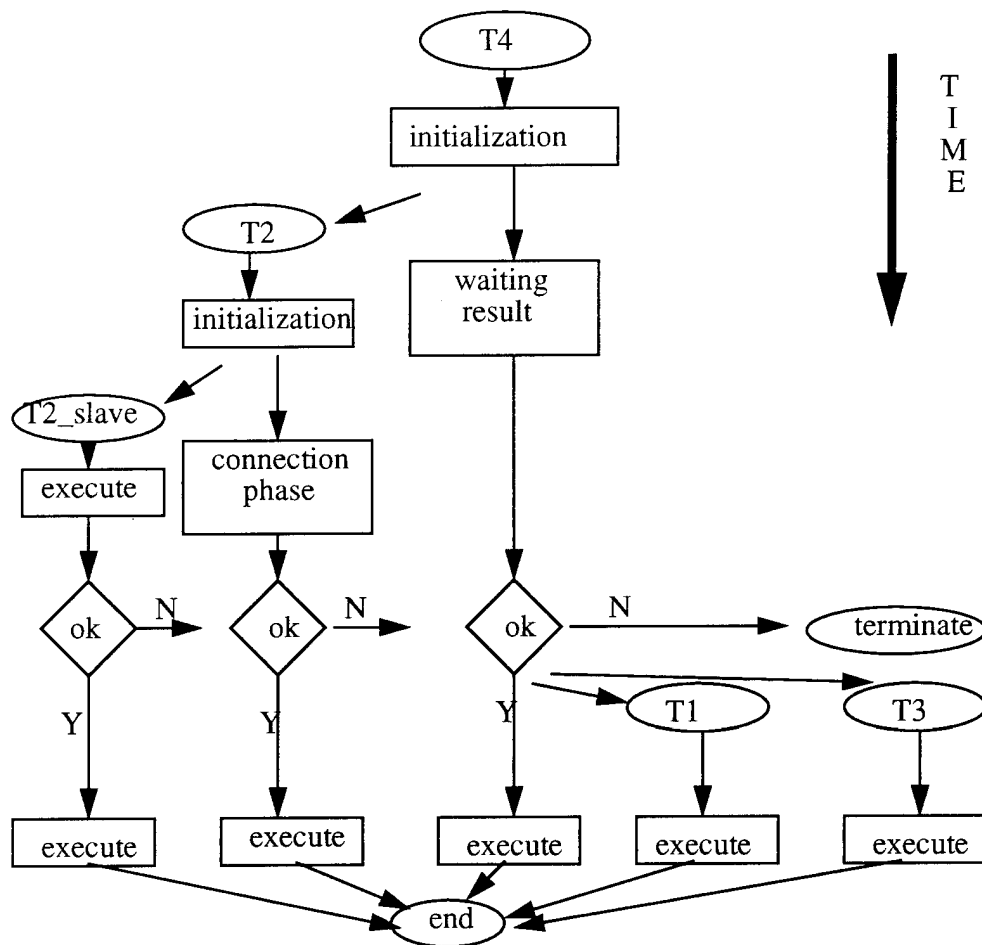 T4
T
I
M
E
initialization
T2
waiting
result
initialization
T2_slave
connection
phase
execute
ok
N
ok
N
ok
N
terminate
T1
T3
Y
Y
Y
execute
execute
execute
execute
execute
end